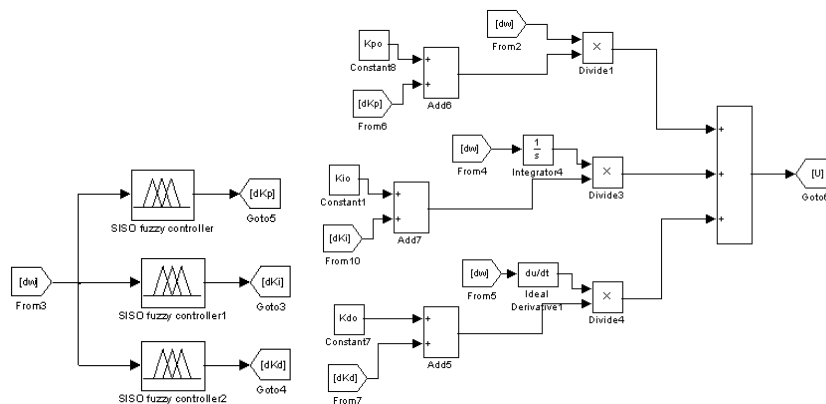 [dw]
From3
SISO fuzzy controller
[dKp]
Goto5
SISO fuzzy controller1
[dKi]
Goto3
SISO fuzzy controller2
[dKd]
Goto4
Kpo
Constant8
[dKp]
From6
+
+
Add6
[dw]
From2
×
Divide1
Kio
Constant1
[dKi]
From10
+
+
Add7
[dw]
From4
1
s
Integrator4
×
Divide3
Kdo
Constant7
[dKd]
From7
+
+
Add5
[dw]
From5
du/dt
Ideal
Derivative1
×
Divide4
+
+
+
[U]
Goto6